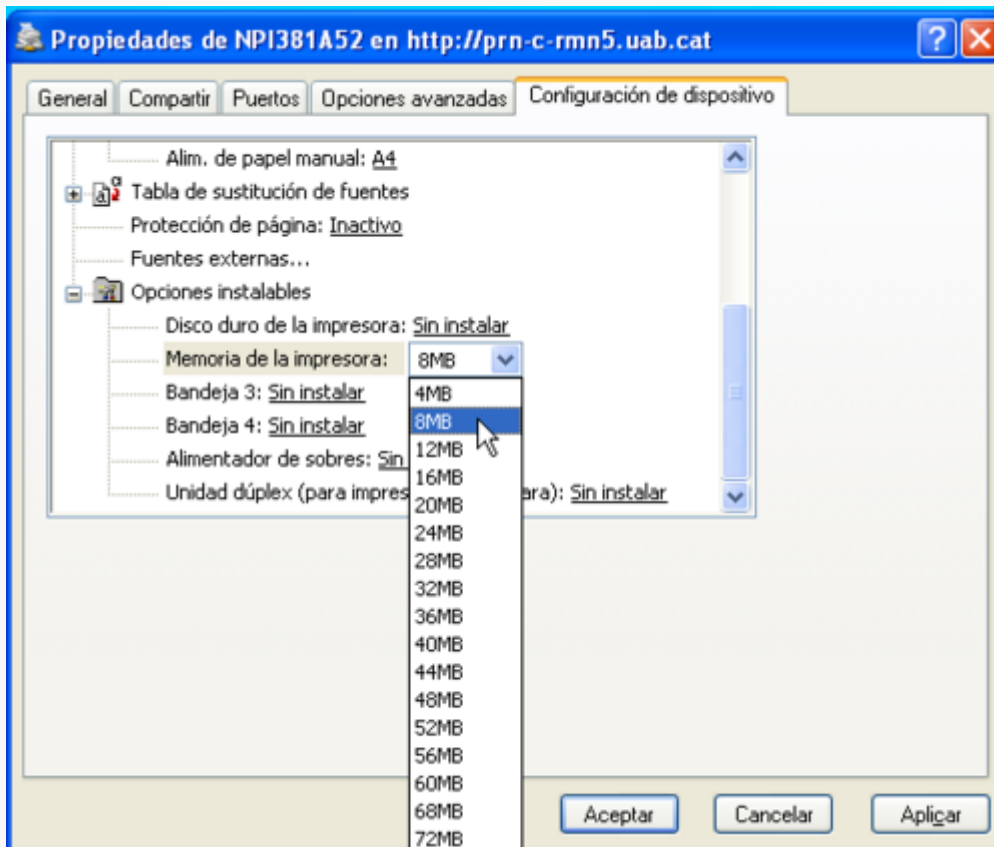 Propiedades de NPI381A52 en http://prn-c-rmn5.uab.cat
General Compartir Puertos Opciones avanzadas Configuración de dispositivo
Alim. de papel manual: A4
Tabla de sustitución de fuentes
Protección de página: Inactivo
Fuentes externas...
Opciones instalables
Disco duro de la impresora: Sin instalar
Memoria de la impresora: 8MB
Bandeja 3: Sin instalar
Bandeja 4: Sin instalar
Alimentador de sobres: Sin
Unidad dúplex (para impres ara): Sin instalar
4MB
8MB
12MB
16MB
20MB
24MB
28MB
32MB
36MB
40MB
44MB
48MB
52MB
56MB
60MB
68MB
72MB
Aceptar Cancelar Aplicar